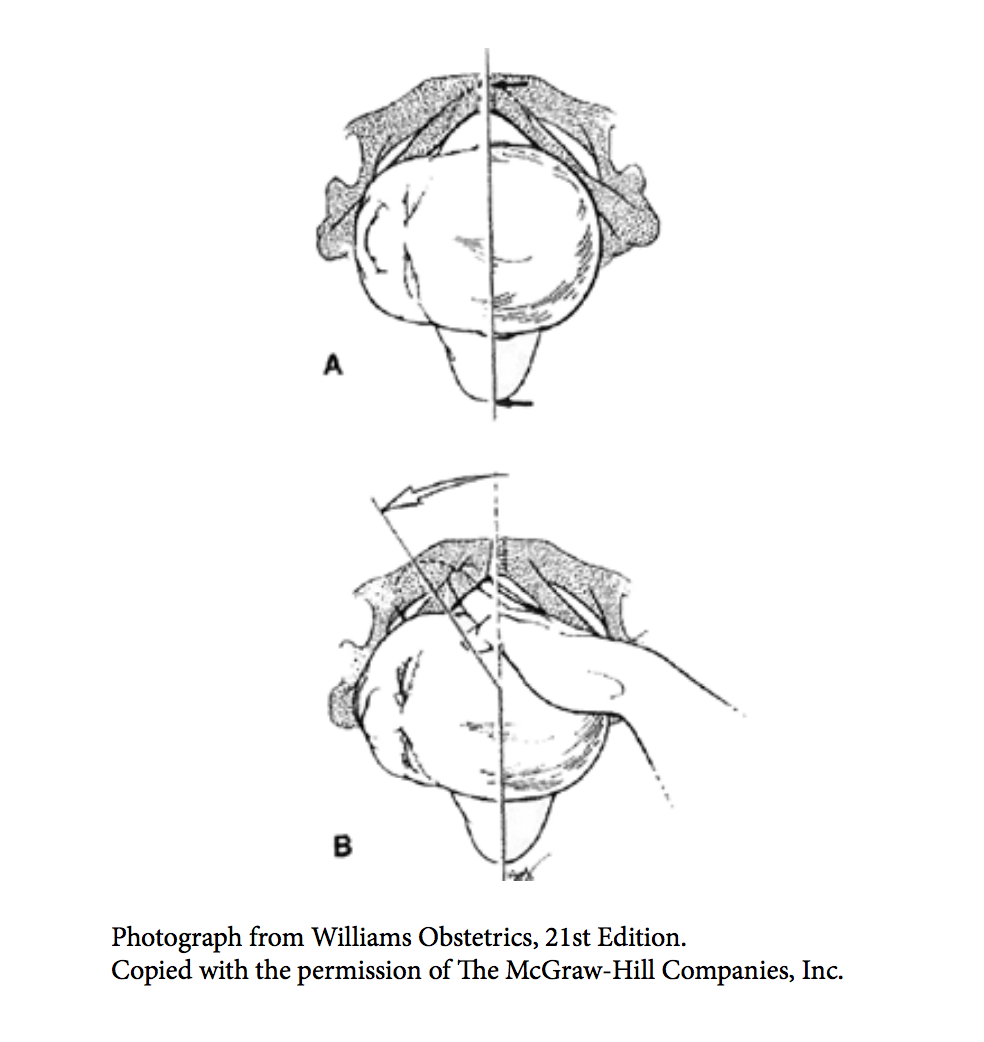 A
B
Photograph from Williams Obstetrics, 21st Edition.
Copied with the permission of The McGraw-Hill Companies, Inc.